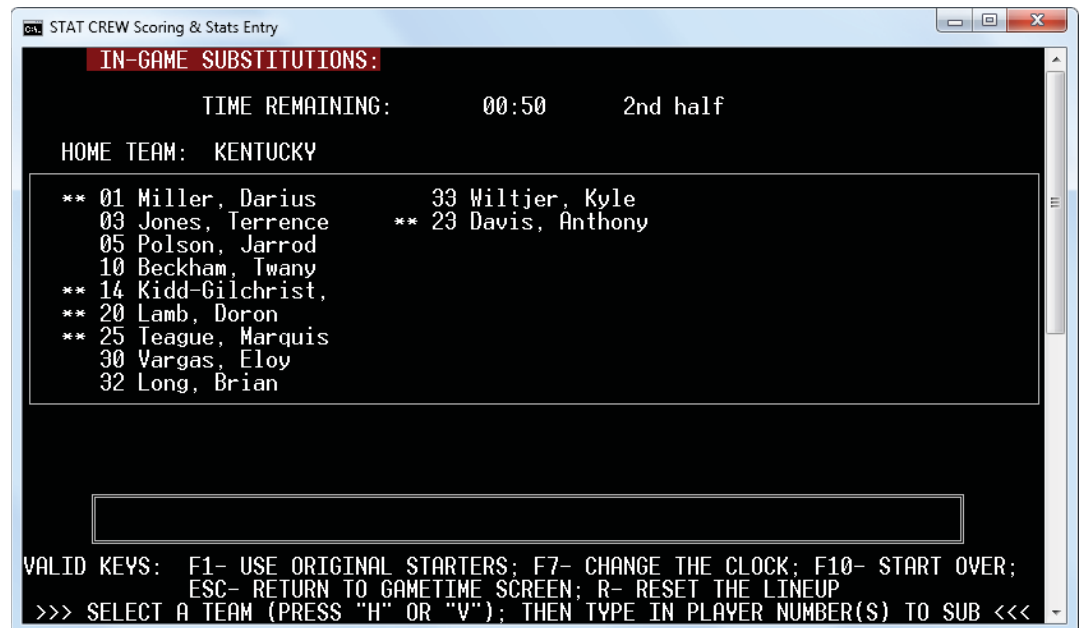 STAT CREW Scoring & Stats Entry
IN-GAME SUBSTITUTIONS:
TIME REMAINING: 00:50 2nd half
HOME TEAM: KENTUCKY
** 01 Miller, Darius 33 Wiltjer, Kyle
03 Jones, Terrence ** 23 Davis, Anthony
05 Polson, Jarrod
10 Beckham, Twany
** 14 Kidd-Gilchrist,
** 20 Lamb, Doron
** 25 Teague, Marquis
30 Vargas, Eloy
32 Long, Brian
VALID KEYS: F1- USE ORIGINAL STARTERS; F7- CHANGE THE CLOCK; F10- START OVER;
ESC- RETURN TO GAMETIME SCREEN; R- RESET THE LINEUP
>>> SELECT A TEAM (PRESS "H" OR "V"); THEN TYPE IN PLAYER NUMBER(S) TO SUB <<<